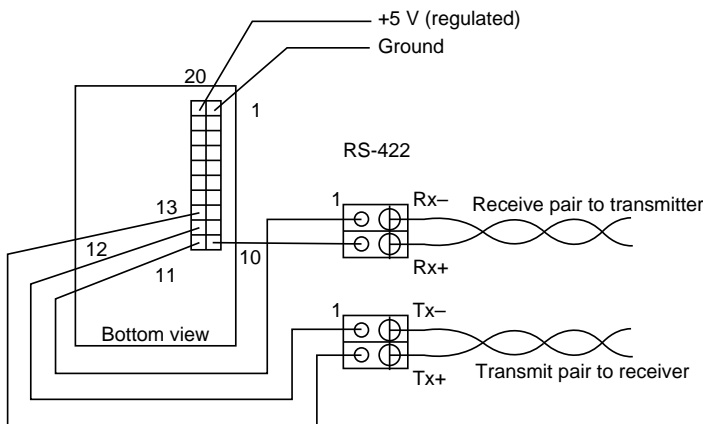 +5 V (regulated)
Ground
20
1
RS-422
13
1
Rx–
Receive pair to transmitter
12
10
11
Rx+
1
Tx–
Bottom view
Tx+
Transmit pair to receiver